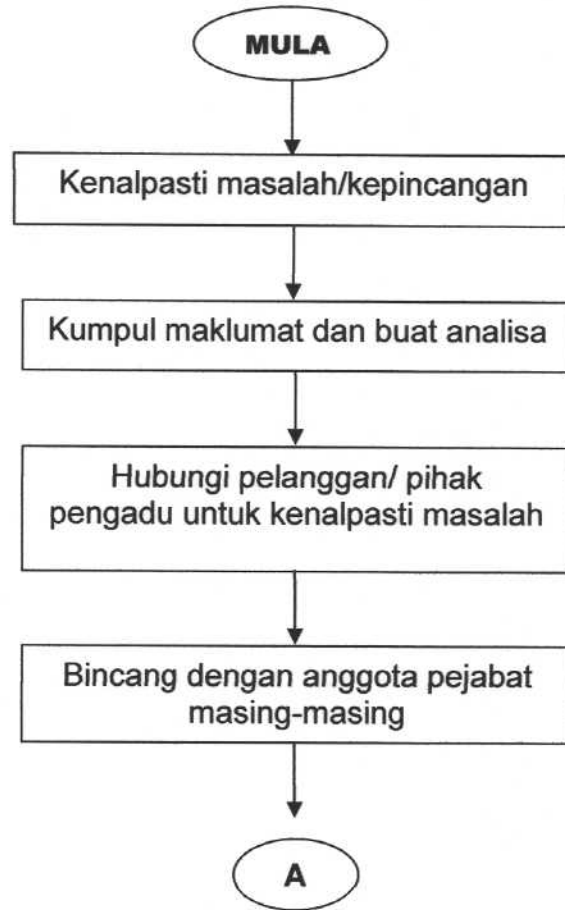 MULA
Kenalpasti masalah/kepincangan
Kumpul maklumat dan buat analisa
Hubungi pelanggan/ pihak
pengadu untuk kenalpasti masalah
Bincang dengan anggota pejabat
masing-masing
A